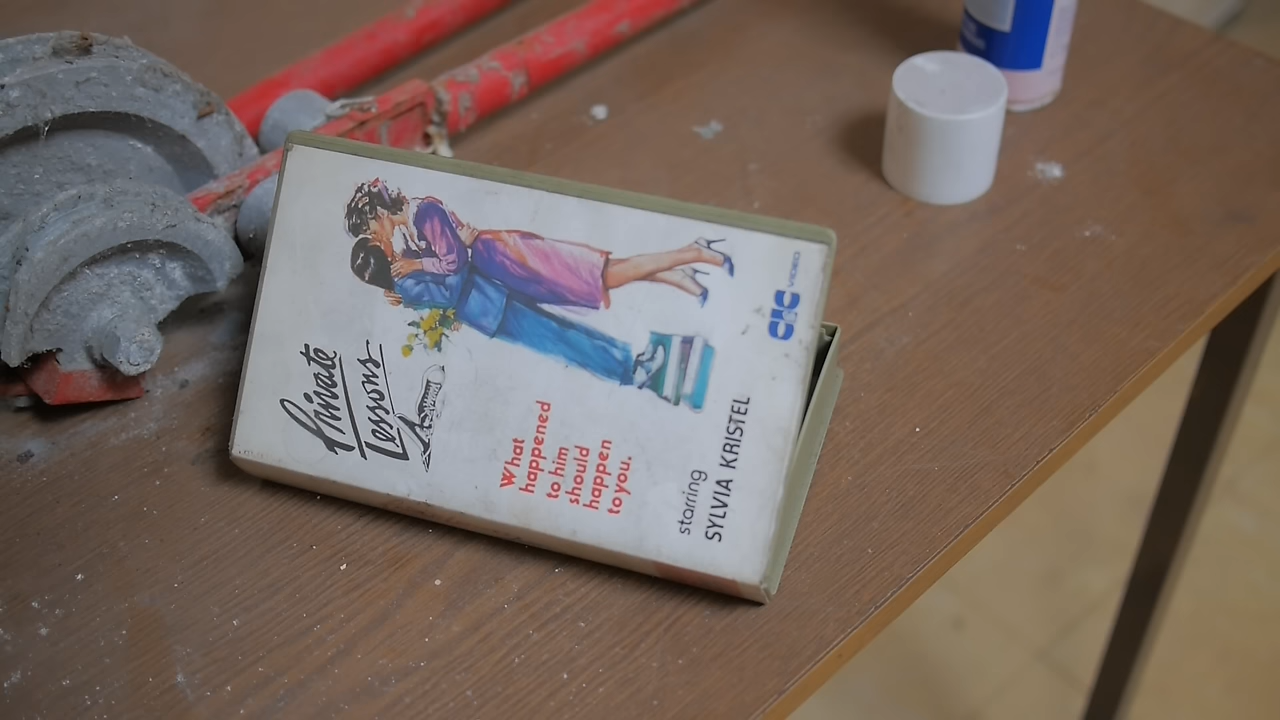 Private
Lessons
What
happened
to him
should
happen
to you.
starring
SYLVIA KRISTEL
CIC
VIDEO